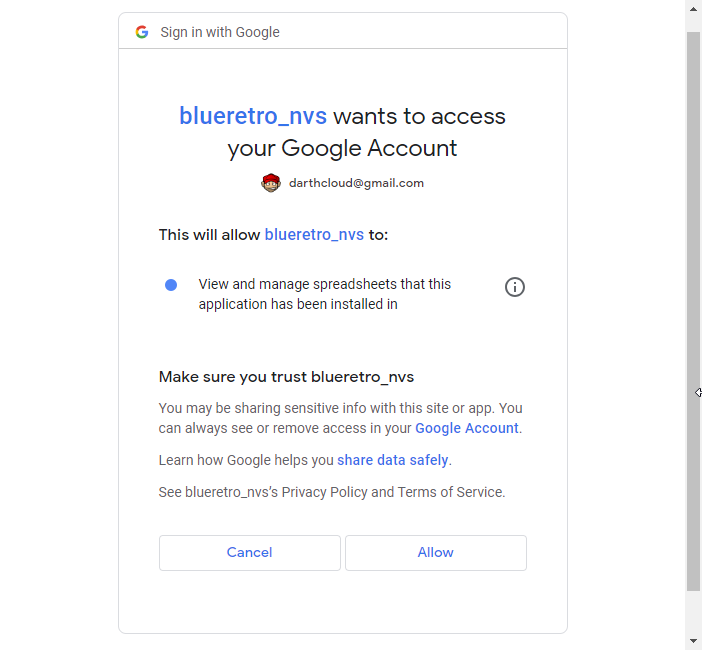 Sign in with Google
blueretro_nvs wants to access
your Google Account
darthcloud@gmail.com
This will allow blueretro_nvs to:
View and manage spreadsheets that this
application has been installed in
Make sure you trust blueretro_nvs
You may be sharing sensitive info with this site or app. You
can always see or remove access in your Google Account.
Learn how Google helps you share data safely.
See blueretro_nvs’s Privacy Policy and Terms of Service.
Cancel
Allow